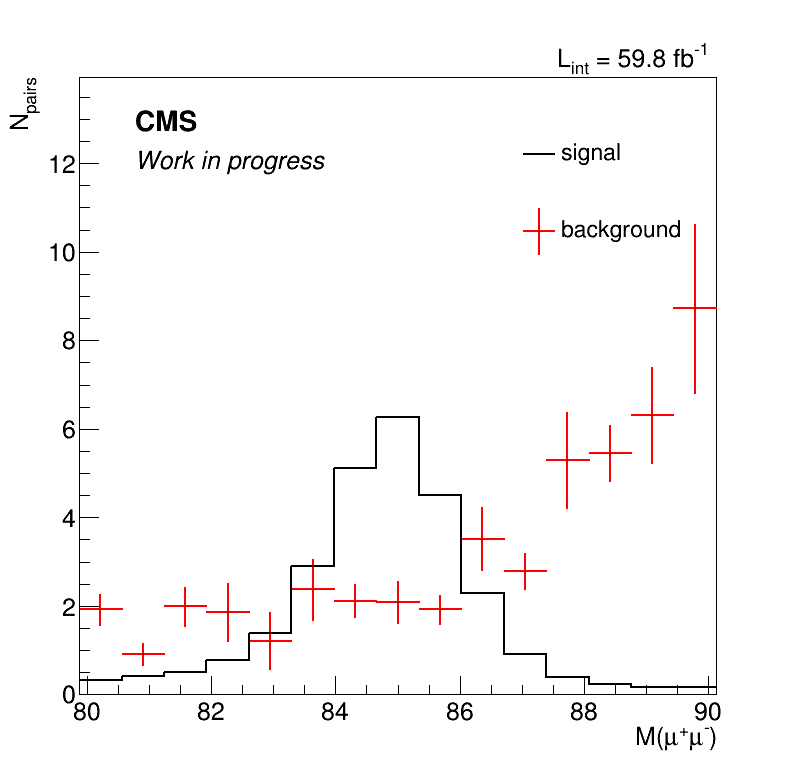 L_int = 59.8 fb^-1
N_pairs
CMS
Work in progress
signal
background
12
10
8
6
4
2
0
80 82 84 86 88 90
M(μ⁺μ⁻)